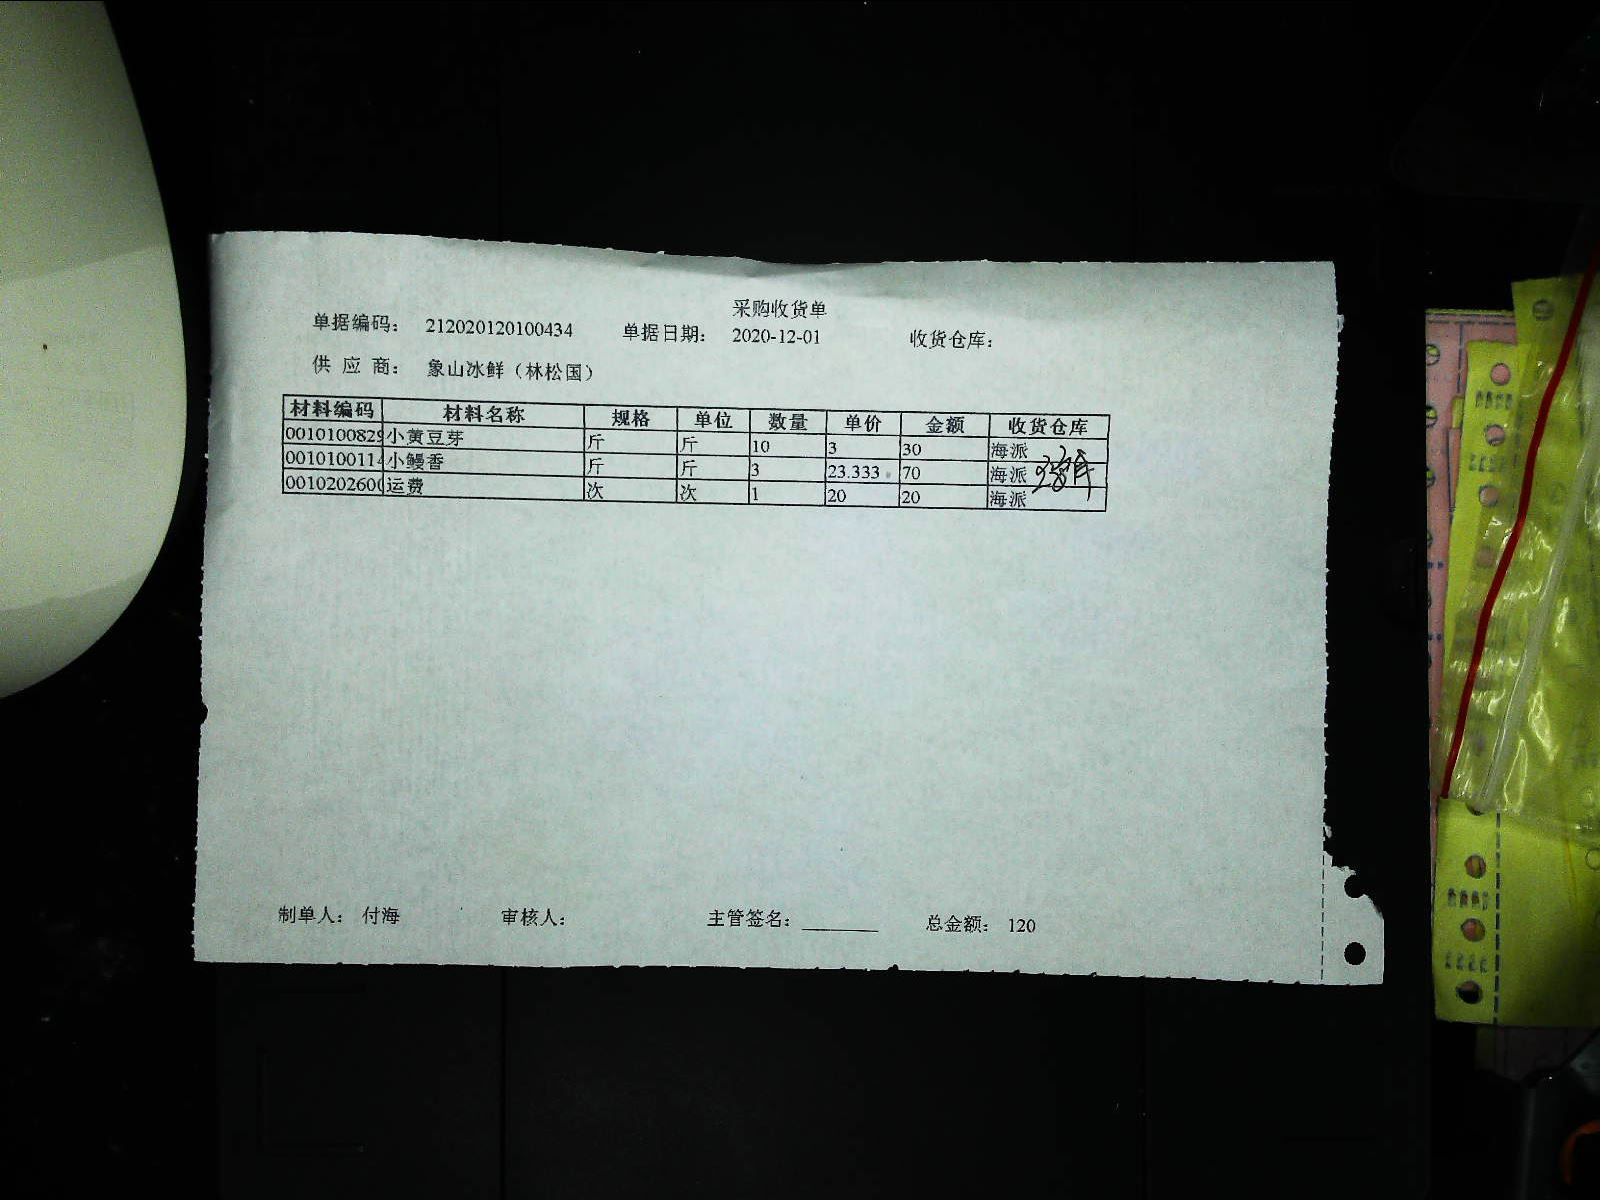 采购收货单
单据编码： 212020120100434 单据日期： 2020-12-01 收货仓库：
供 应 商： 象山冰鲜（林松国）
材料编码 材料名称 规格 单位 数量 单价 金额 收货仓库
0010100829 小黄豆芽 斤 斤 10 3 30 海派
0010100114 小鳗香 斤 斤 3 23.333 70 海派
0010202600 运费 次 次 1 20 20 海派
制单人： 付海 审核人： 主管签名： 总金额： 120